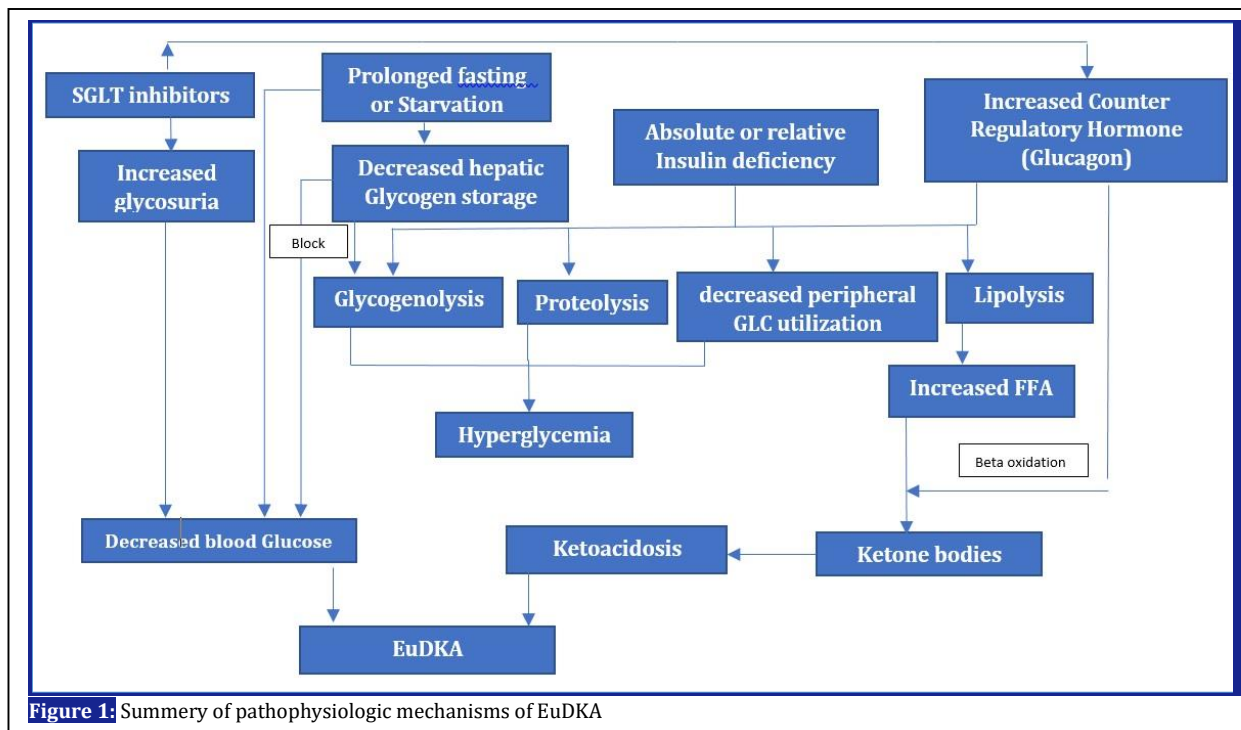 SGLT inhibitors
Prolonged fasting
or Starvation
Increased Counter
Regulatory Hormone
(Glucagon)
Absolute or relative
Insulin deficiency
Increased
glycosuria
Decreased hepatic
Glycogen storage
Block
Glycogenolysis
Proteolysis
decreased peripheral
GLC utilization
Lipolysis
Increased FFA
Hyperglycemia
Beta oxidation
Decreased blood Glucose
Ketoacidosis
Ketone bodies
EuDKA
Figure 1: Summery of pathophysiologic mechanisms of EuDKA